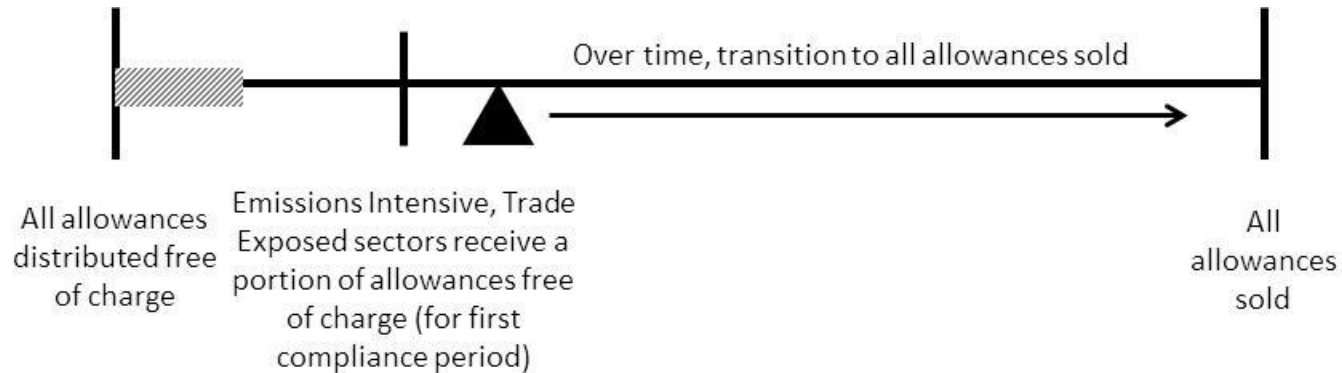 Over time, transition to all allowances sold
All allowances
distributed free
of charge
Emissions Intensive, Trade
Exposed sectors receive a
portion of allowances free
of charge (for first
compliance period)
All
allowances
sold